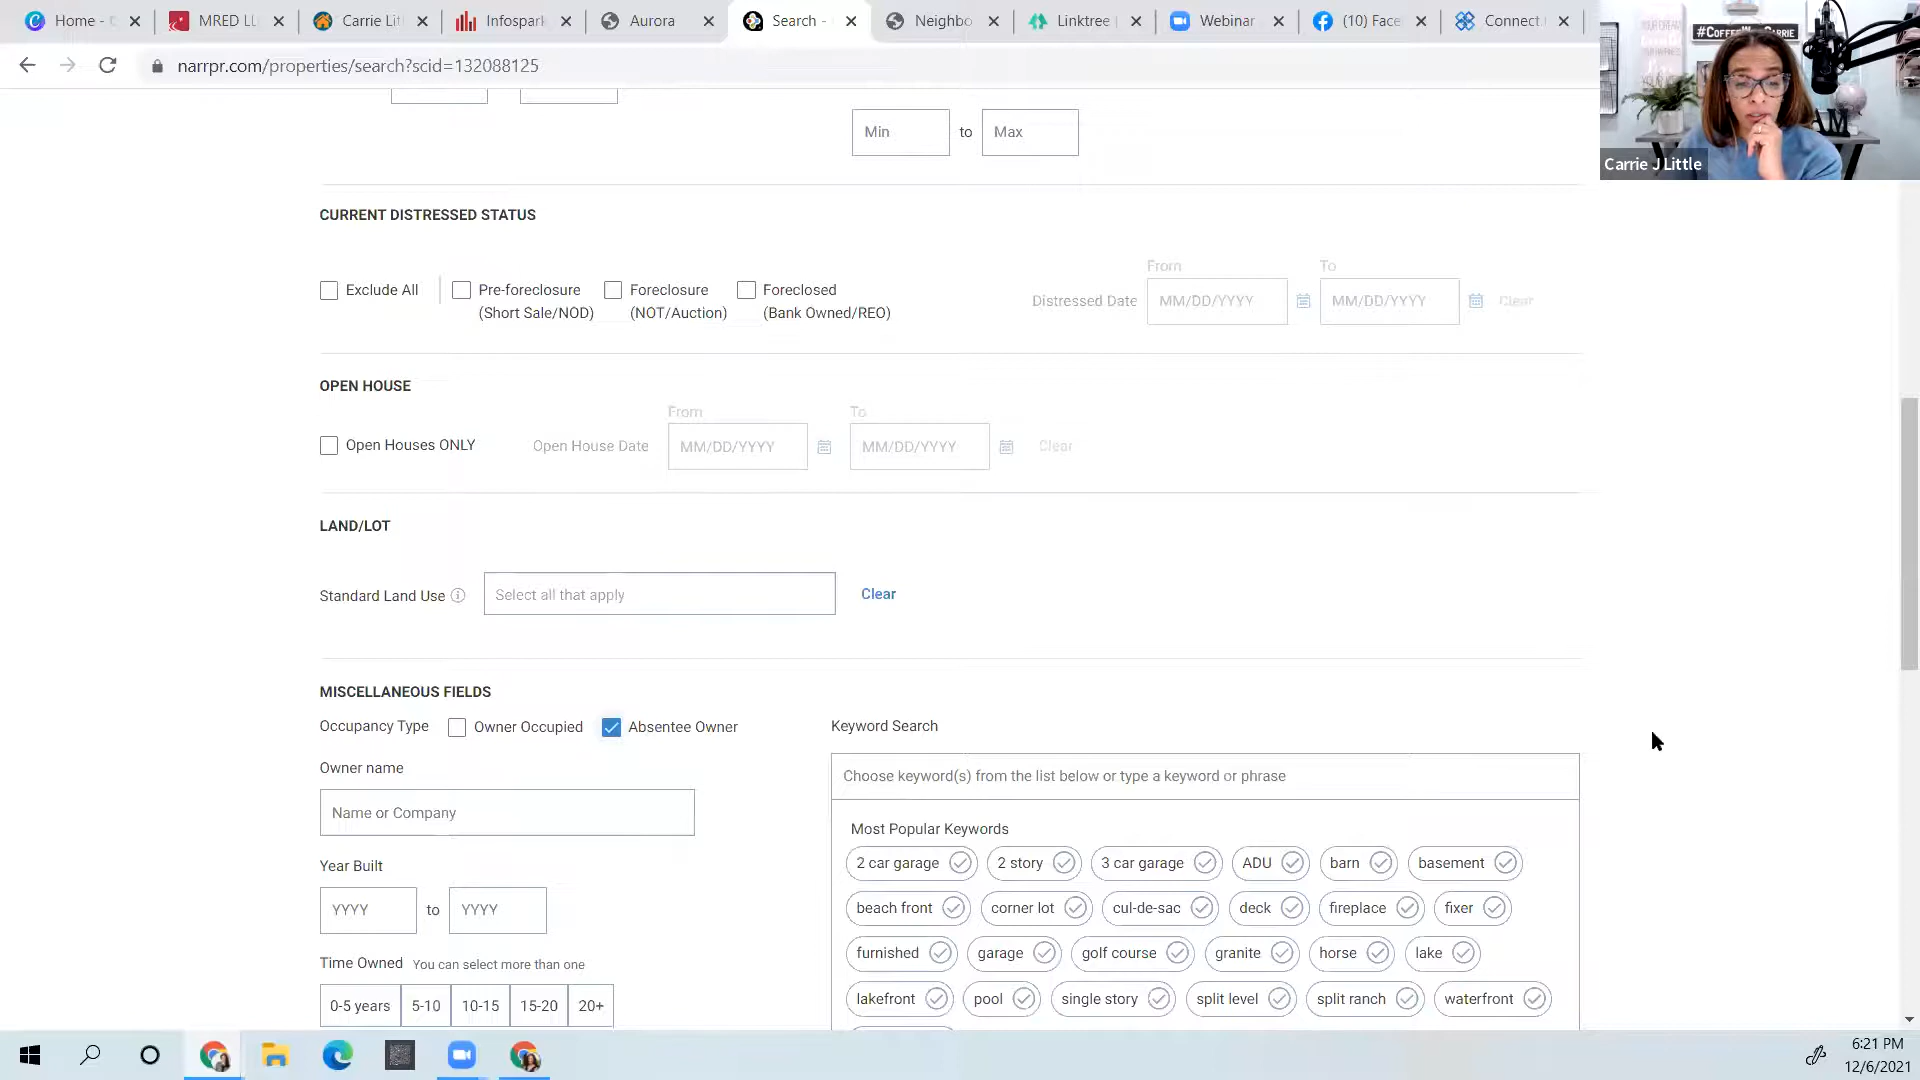 Home -
MRED LL
Carrie Lit
Infospark
Aurora
Search -
Neighbo
Linktree
Webinar
(10) Face
Connect
narrpr.com/properties/search?scid=132088125
#Coffee With Carrie
Carrie J Little
Min to Max
CURRENT DISTRESSED STATUS
Exclude All
Pre-foreclosure
(Short Sale/NOD)
Foreclosure
(NOT/Auction)
Foreclosed
(Bank Owned/REO)
From To
Distressed Date MM/DD/YYYY MM/DD/YYYY Clear
OPEN HOUSE
From To
Open Houses ONLY Open House Date MM/DD/YYYY MM/DD/YYYY Clear
LAND/LOT
Standard Land Use Select all that apply Clear
MISCELLANEOUS FIELDS
Occupancy Type Owner Occupied Absentee Owner
Owner name
Name or Company
Year Built
YYYY to YYYY
Time Owned You can select more than one
0-5 years 5-10 10-15 15-20 20+
Keyword Search
Choose keyword(s) from the list below or type a keyword or phrase
Most Popular Keywords
2 car garage 2 story 3 car garage ADU barn basement
beach front corner lot cul-de-sac deck fireplace fixer
furnished garage golf course granite horse lake
lakefront pool single story split level split ranch waterfront
6:21 PM
12/6/2021